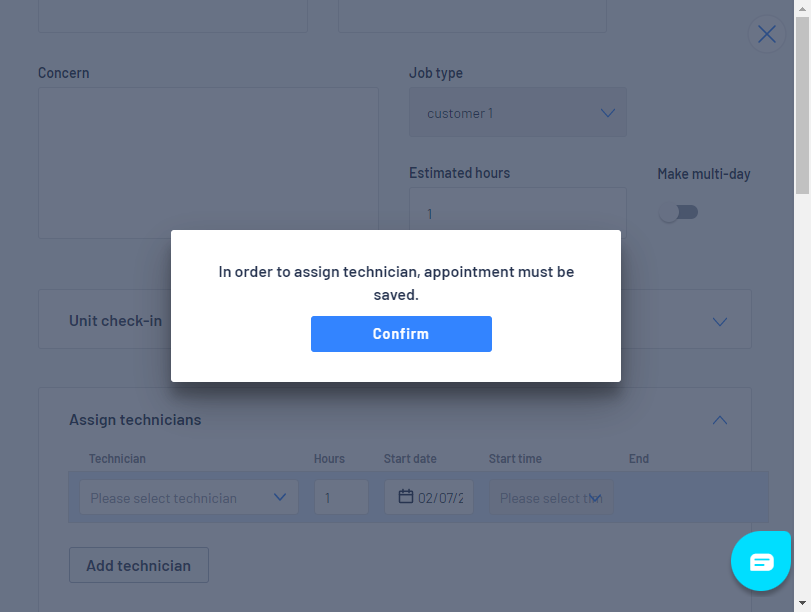 Concern
Job type
customer 1
Estimated hours
Make multi-day
1
In order to assign technician, appointment must be
saved.
Confirm
Unit check-in
Assign technicians
Technician Hours Start date Start time End
Please select technician 1 02/07/2 Please select tim
Add technician